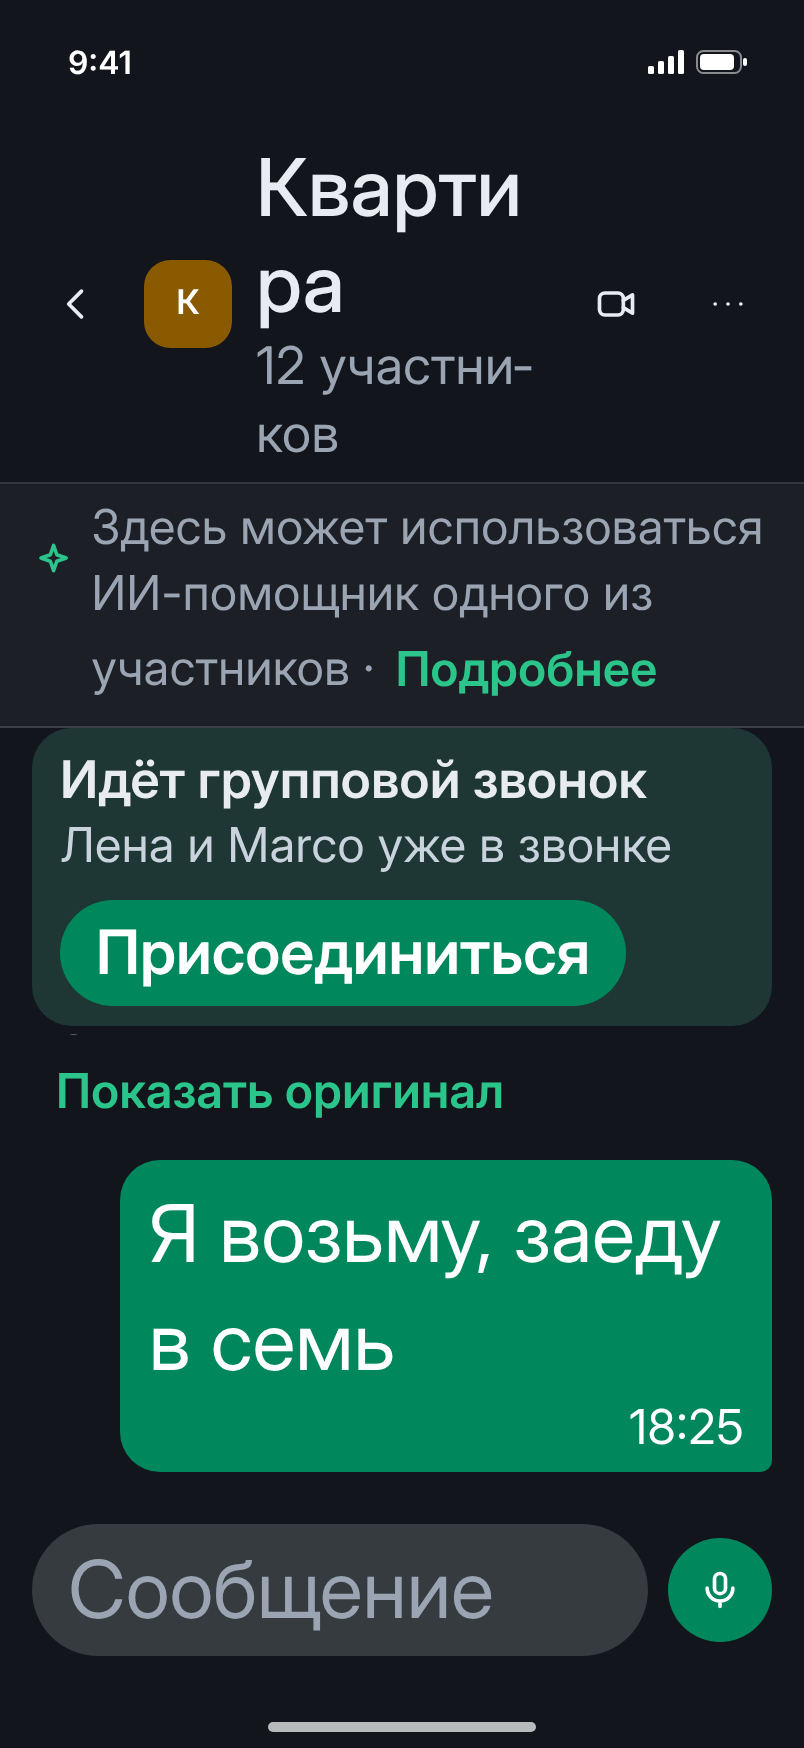 9:41
Кварти
ра
К
12 участни-
ков
Здесь может использоваться
ИИ-помощник одного из
участников · Подробнее
Идёт групповой звонок
Лена и Marco уже в звонке
Присоединиться
Показать оригинал
Я возьму, заеду
в семь
18:25
Сообщение